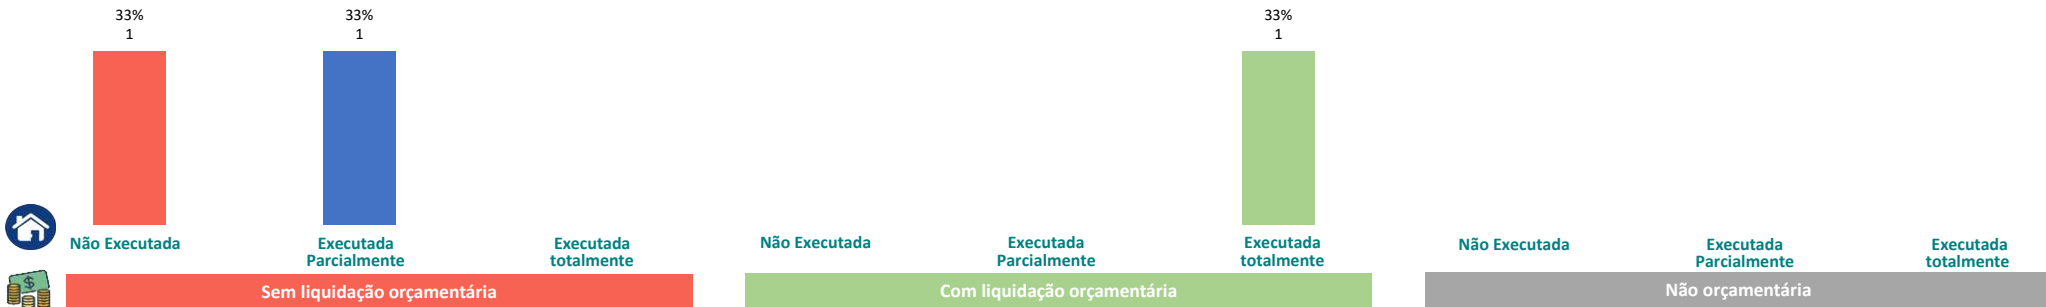 33%
1
33%
1
33%
1
Não Executada
Executada
Parcialmente
Executada
totalmente
Não Executada
Executada
Parcialmente
Executada
totalmente
Não Executada
Executada
Parcialmente
Executada
totalmente
Sem liquidação orçamentária
Com liquidação orçamentária
Não orçamentária